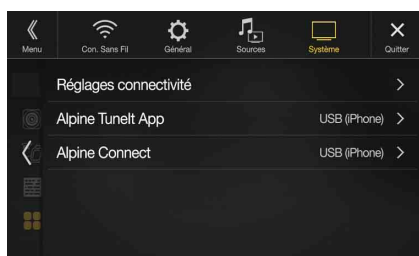 Menu
Con. Sans Fil
Général
Sources
Système
Quitter
Réglages connectivité
Alpine TuneIt App
USB (iPhone)
Alpine Connect
USB (iPhone)